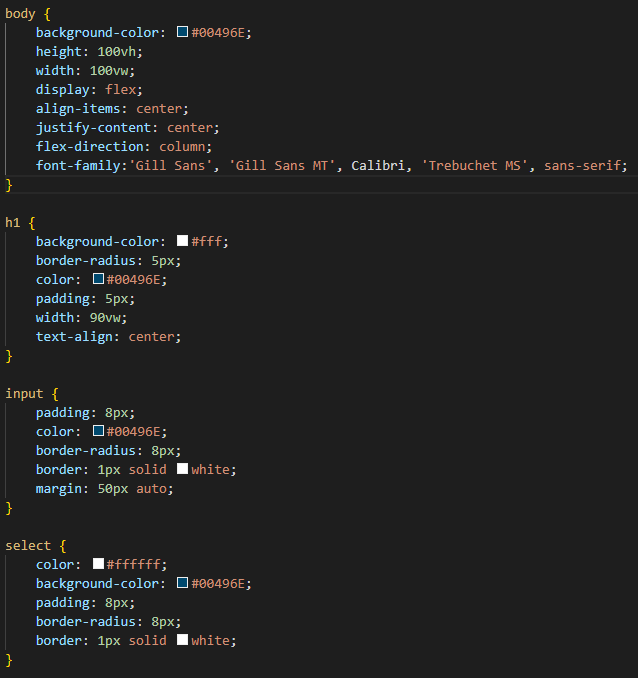 body {
    background-color: #00496E;
    height: 100vh;
    width: 100vw;
    display: flex;
    align-items: center;
    justify-content: center;
    flex-direction: column;
    font-family:'Gill Sans', 'Gill Sans MT', Calibri, 'Trebuchet MS', sans-serif;
}

h1 {
    background-color: #fff;
    border-radius: 5px;
    color: #00496E;
    padding: 5px;
    width: 90vw;
    text-align: center;
}

input {
    padding: 8px;
    color: #00496E;
    border-radius: 8px;
    border: 1px solid white;
    margin: 50px auto;
}

select {
    color: #ffffff;
    background-color: #00496E;
    padding: 8px;
    border-radius: 8px;
    border: 1px solid white;
}